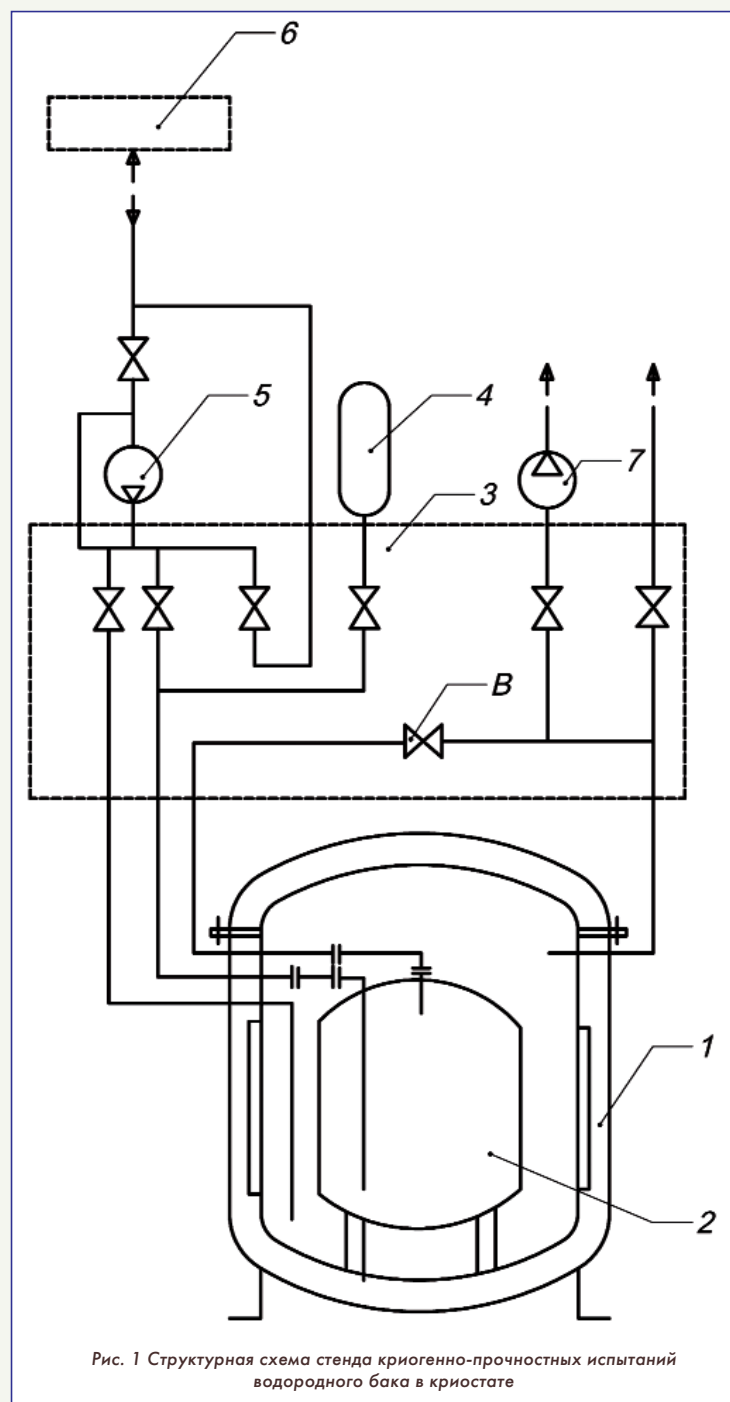 6
5
4
7
3
В
1
2
Рис. 1 Структурная схема стенда криогенно-прочностных испытаний
водородного бака в криостате